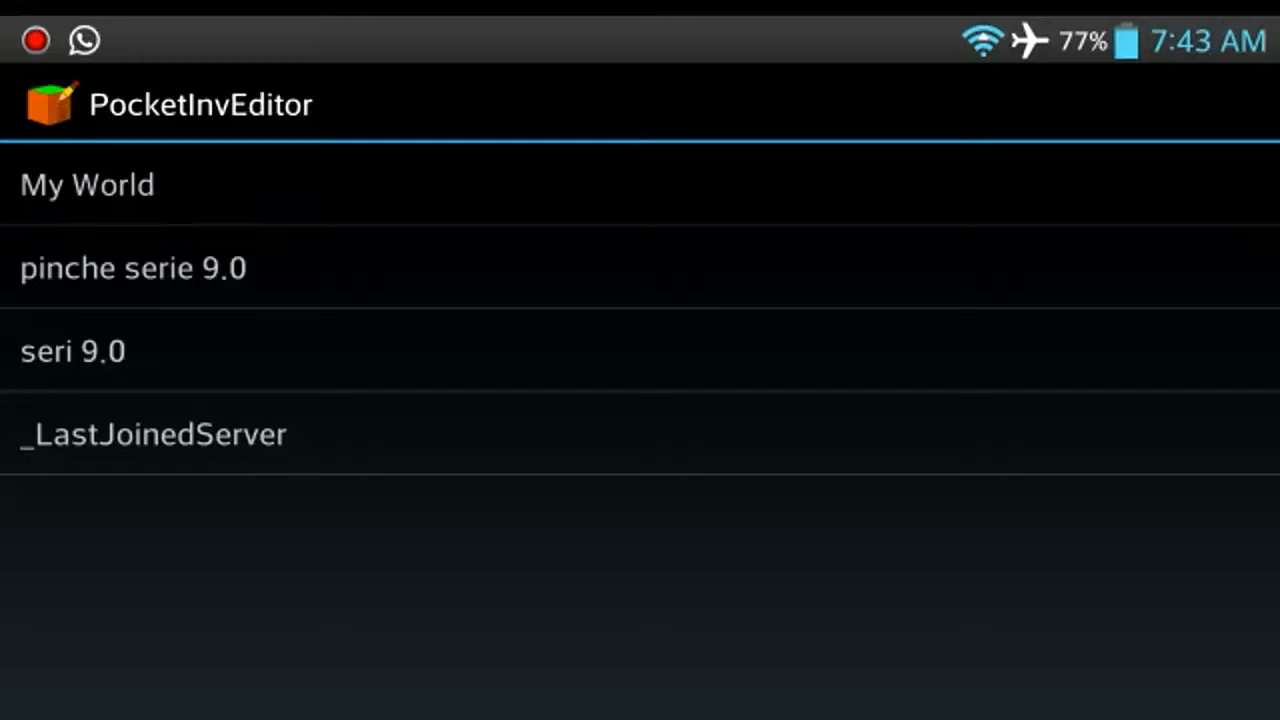 77% 7:43 AM
PocketInvEditor
My World
pinche serie 9.0
seri 9.0
_LastJoinedServer